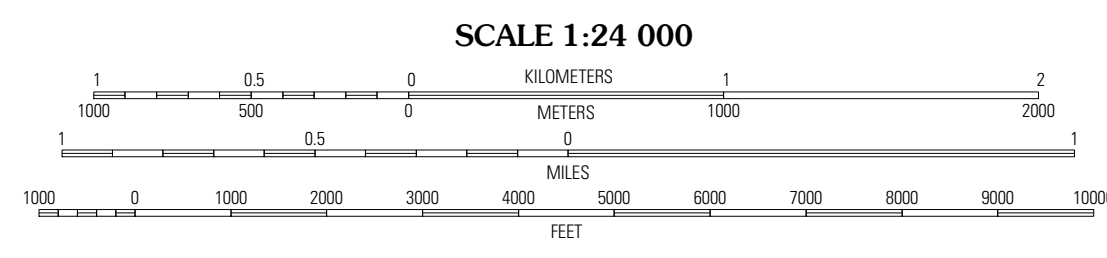 SCALE 1:24 000
1 0.5 0 KILOMETERS 1 2
1000 500 0 METERS 1000 2000
1 0.5 0 1
MILES
1000 0 1000 2000 3000 4000 5000 6000 7000 8000 9000 10000
FEET